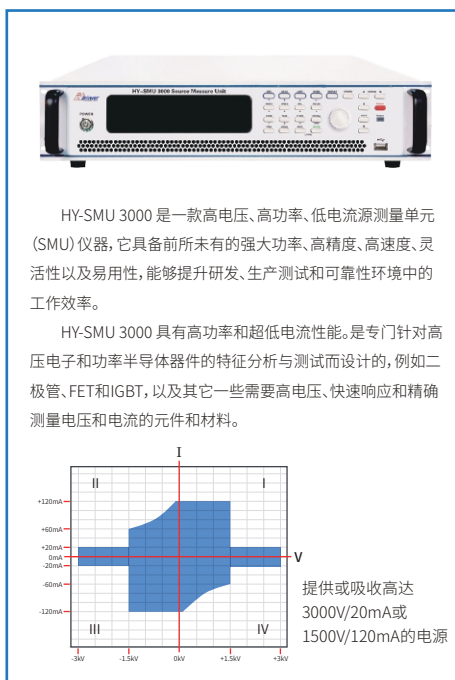 HY-SMU 3000 Source Measure Unit
POWER
HY-SMU 3000 是一款高电压、高功率、低电流源测量单元
(SMU)仪器,它具备前所未有的强大功率、高精度、高速度、灵
活性以及易用性,能够提升研发、生产测试和可靠性环境中的
工作效率。
HY-SMU 3000 具有高功率和超低电流性能。是专门针对高
压电子和功率半导体器件的特征分析与测试而设计的,例如二
极管、FET和IGBT,以及其它一些需要高电压、快速响应和精确
测量电压和电流的元件和材料。
I
II
I
+120mA
+60mA
+20mA
0mA
V
-20mA
-60mA
-120mA
III
IV
-3kV
-1.5kV
0kV
+1.5kV
+3kV
提供或吸收高达
3000V/20mA或
1500V/120mA的电源